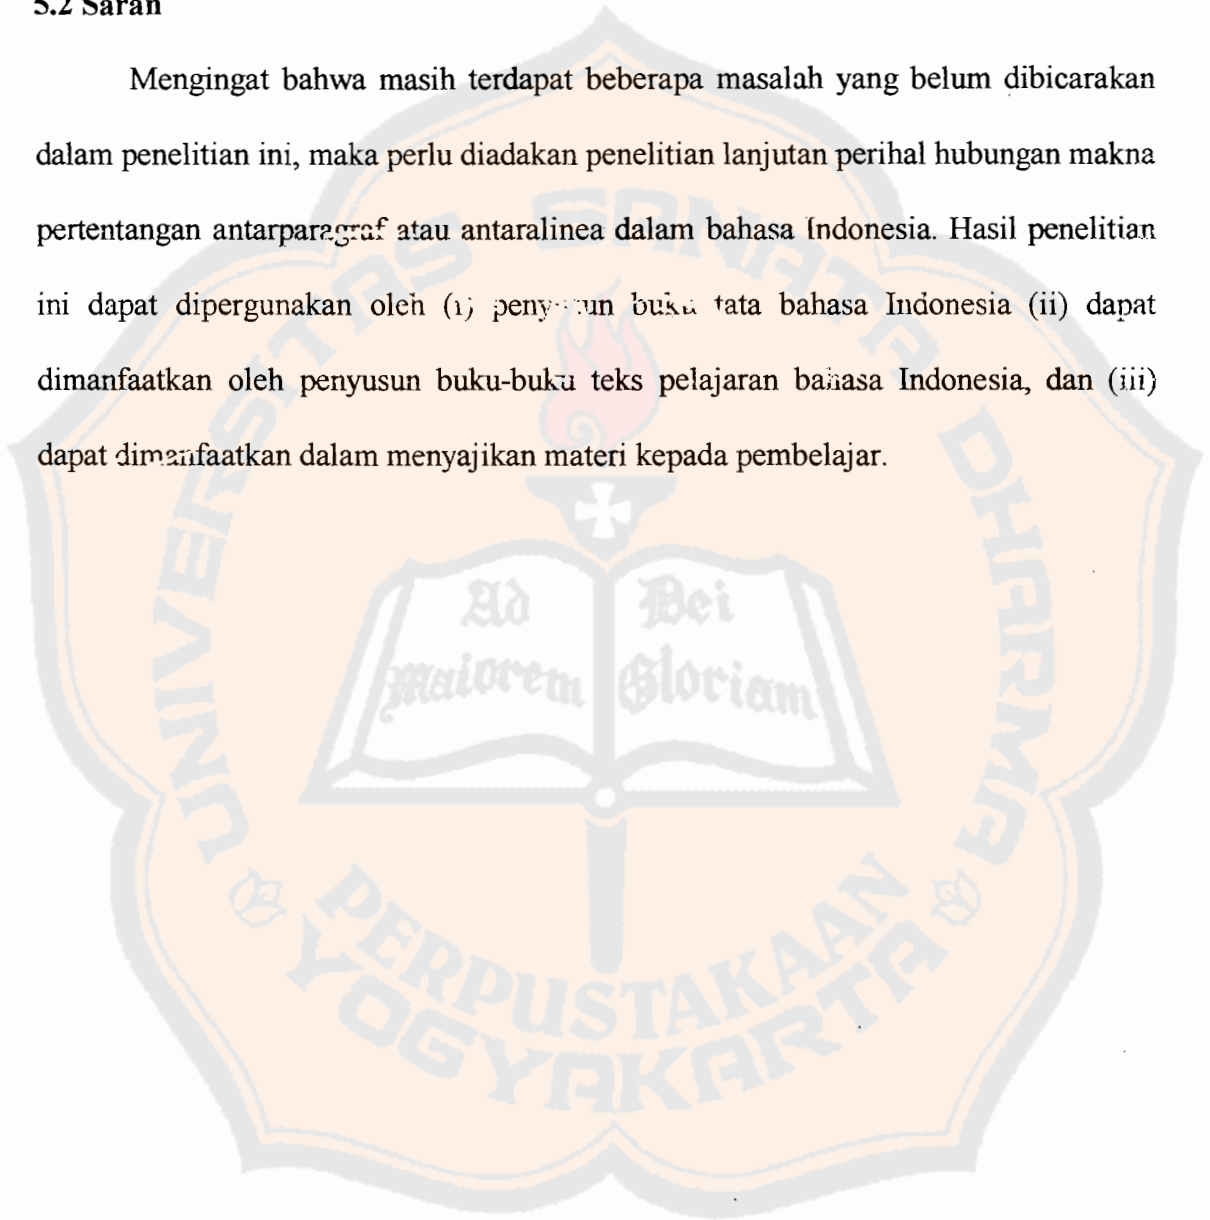 5.2 Saran
Mengingat bahwa masih terdapat beberapa masalah yang belum dibicarakan
dalam penelitian ini, maka perlu diadakan penelitian lanjutan perihal hubungan makna
pertentangan antarparagraf atau antaralinea dalam bahasa Indonesia. Hasil penelitian
ini dapat dipergunakan oleh (i) penyusun buku tata bahasa Indonesia (ii) dapat
dimanfaatkan oleh penyusun buku-buku teks pelajaran bahasa Indonesia, dan (iii)
dapat dimanfaatkan dalam menyajikan materi kepada pembelajar.
UNIVERSITAS SANATA DHARMA
Ad Dei
maiorem Gloriam
PERPUSTAKAAN
YOGYAKARTA